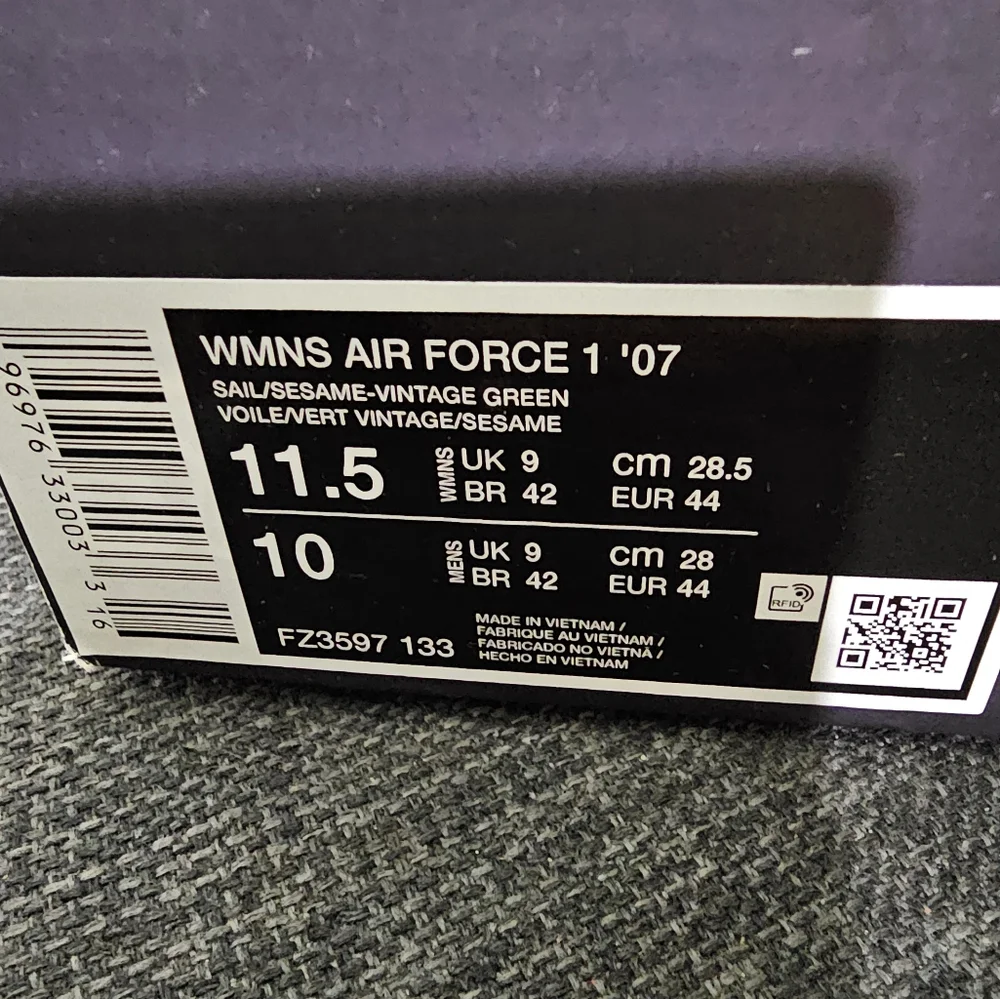 WMNS AIR FORCE 1 '07
SAIL/SESAME-VINTAGE GREEN
VOILE/VERT VINTAGE/SESAME
11.5 WMNS UK 9 cm 28.5
BR 42 EUR 44
10 MENS UK 9 cm 28
BR 42 EUR 44
FZ3597 133
MADE IN VIETNAM /
FABRIQUE AU VIETNAM /
FABRICADO NO VIETNÃ /
HECHO EN VIETNAM
RFID
96976 33003 3 16